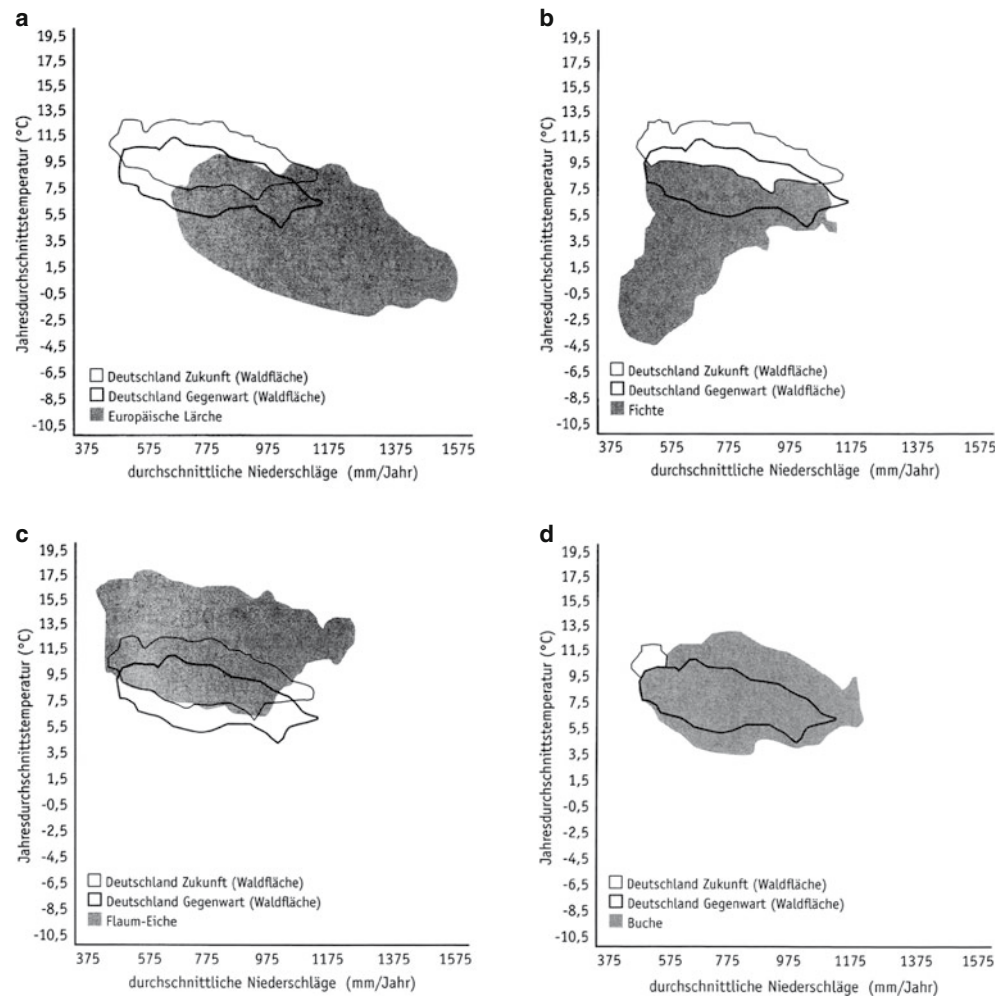 a
19,5
17,5
15,5
13,5
11,5
9,5
7,5
5,5
3,5
1,5
-0,5
-2,5
-4,5
-6,5
-8,5
-10,5
Jahresdurchschnittstemperatur (°C)
Deutschland Zukunft (Waldfläche)
Deutschland Gegenwart (Waldfläche)
Europäische Lärche
375 575 775 975 1175 1375 1575
durchschnittliche Niederschläge (mm/Jahr)
b
19,5
17,5
15,5
13,5
11,5
9,5
7,5
5,5
3,5
1,5
-0,5
-2,5
-4,5
-6,5
-8,5
-10,5
Jahresdurchschnittstemperatur (°C)
Deutschland Zukunft (Waldfläche)
Deutschland Gegenwart (Waldfläche)
Fichte
375 575 775 975 1175 1375 1575
durchschnittliche Niederschläge (mm/Jahr)
c
19,5
17,5
15,5
13,5
11,5
9,5
7,5
5,5
3,5
1,5
-0,5
-2,5
-4,5
-6,5
-8,5
-10,5
Jahresdurchschnittstemperatur (°C)
Deutschland Zukunft (Waldfläche)
Deutschland Gegenwart (Waldfläche)
Flaum-Eiche
375 575 775 975 1175 1375 1575
durchschnittliche Niederschläge (mm/Jahr)
d
19,5
17,5
15,5
13,5
11,5
9,5
7,5
5,5
3,5
1,5
-0,5
-2,5
-4,5
-6,5
-8,5
-10,5
Jahresdurchschnittstemperatur (°C)
Deutschland Zukunft (Waldfläche)
Deutschland Gegenwart (Waldfläche)
Buche
375 575 775 975 1175 1375 1575
durchschnittliche Niederschläge (mm/Jahr)